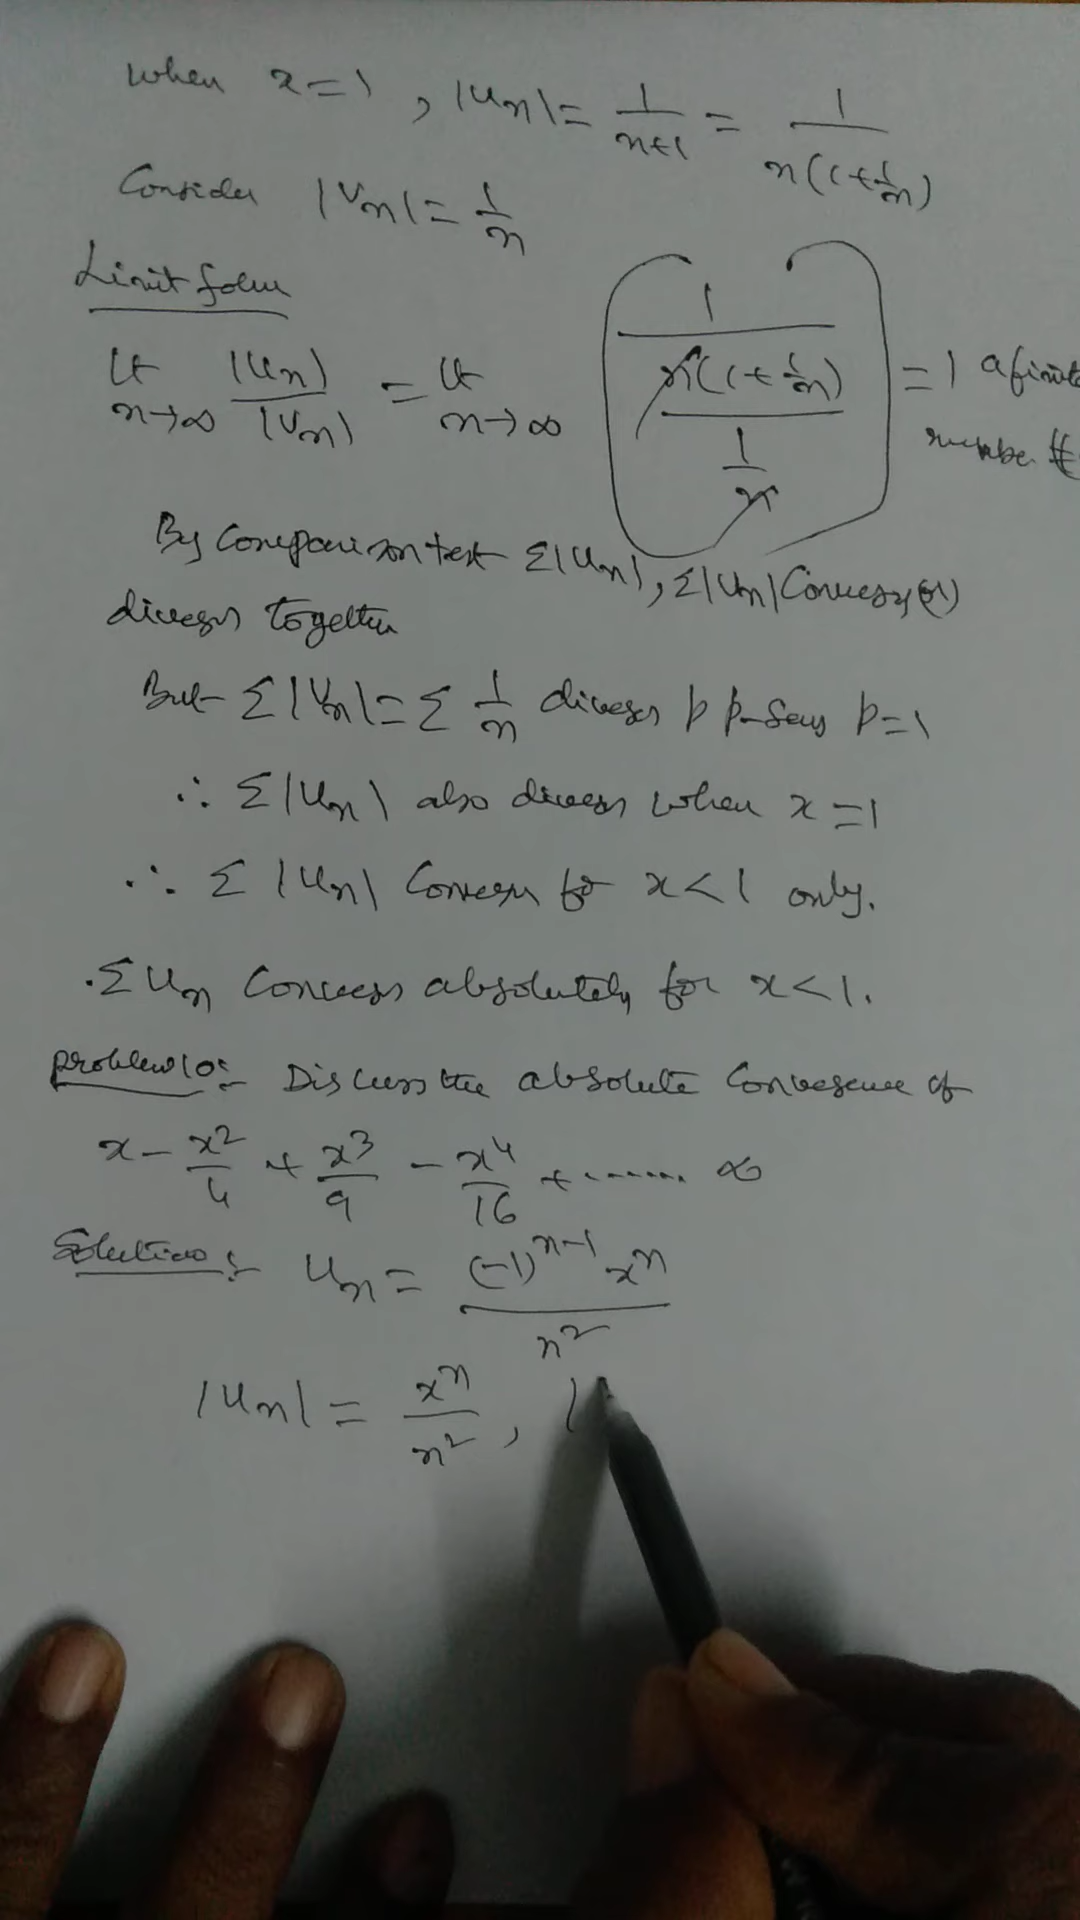 when x=1 , |un| = 1/n+1 = 1/n(1+1/n)
Consider |vn| = 1/n
Limit form
Lt n→∞ |un|/|vn| = Lt n→∞ (1/n(1+1/n) / 1/n) = 1 a finite
number
By Comparison test Σ|un|, Σ|vn| Converges (or)
diverges together
But Σ|vn| = Σ 1/n diverges by p-series p=1
∴ Σ|un| also diverges when x=1
∴ Σ|un| Converges for x<1 only.
∴ Σun Converges absolutely for x<1.
Problem 10:- Discuss the absolute Convergence of
x - x²/4 + x³/9 - x⁴/16 + ....... ∞
Solution:- un = (-1)ⁿ⁻¹ xⁿ / n²
|un| = xⁿ/n² , |